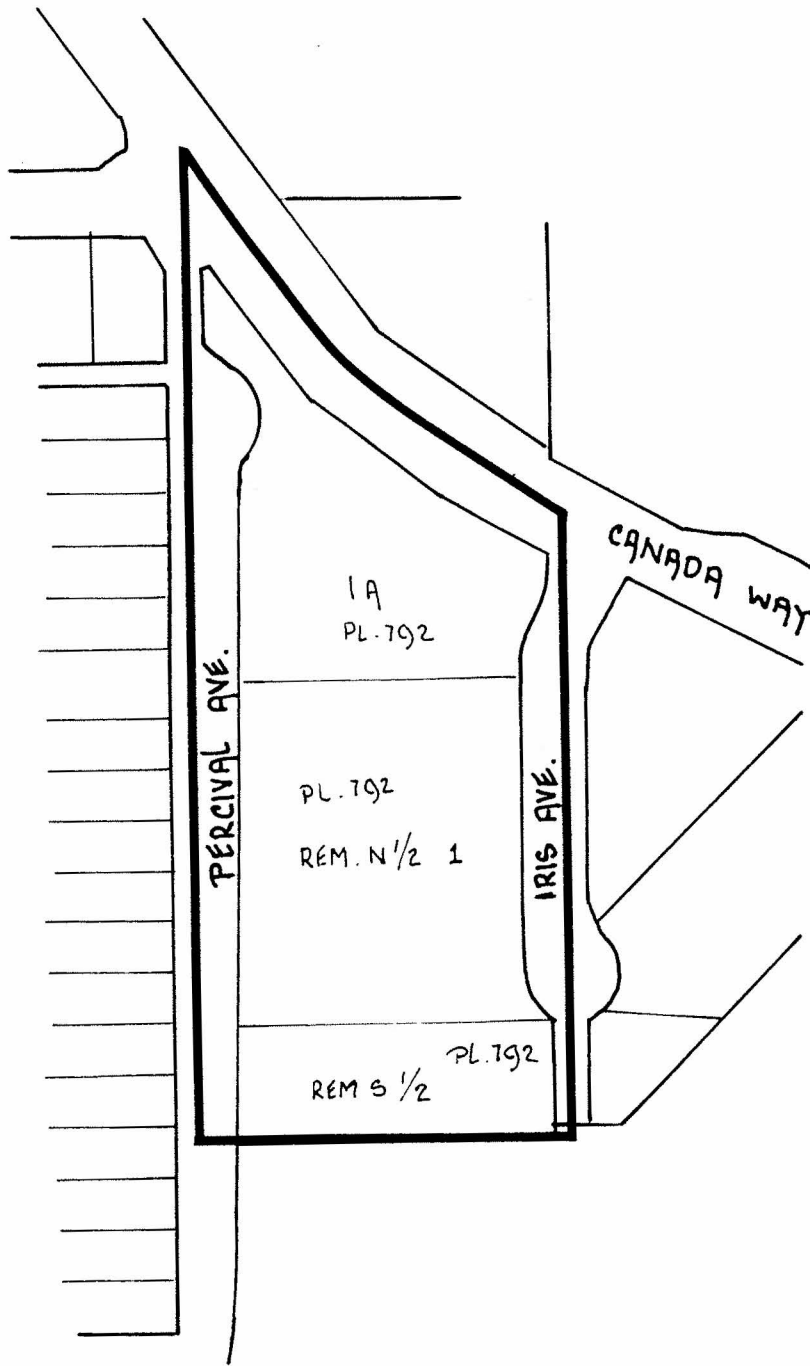 CANADA WAY
1A
PL. 792
PERCIVAL AVE.
PL. 792
REM. N 1/2 1
IRIS AVE.
PL. 792
REM S 1/2